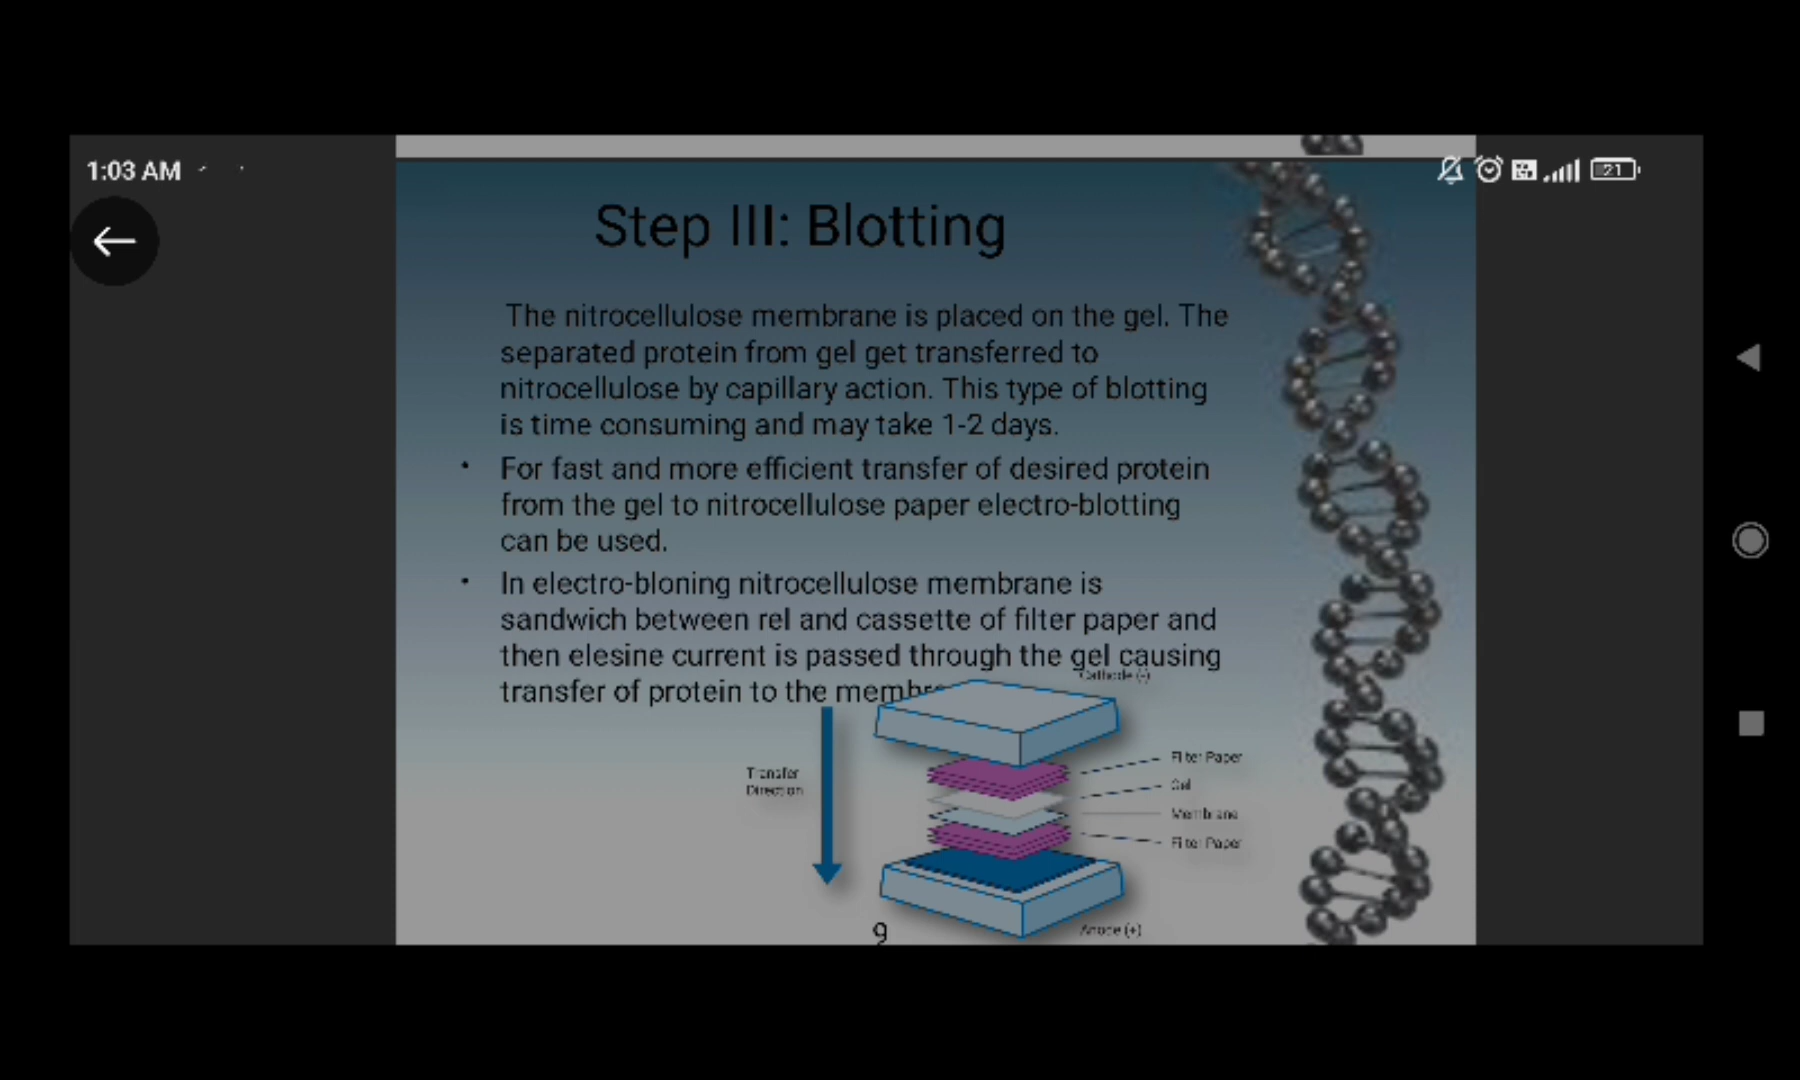 1:03 AM
21
Step III: Blotting
The nitrocellulose membrane is placed on the gel. The
separated protein from gel get transferred to
nitrocellulose by capillary action. This type of blotting
is time consuming and may take 1-2 days.
• For fast and more efficient transfer of desired protein
from the gel to nitrocellulose paper electro-blotting
can be used.
• In electro-bloning nitrocellulose membrane is
sandwich between rel and cassette of filter paper and
then elesine current is passed through the gel causing
transfer of protein to the membr
Cathode (-)
Transfer
Direction
Filter Paper
Gel
Membrane
Filter Paper
Anode (+)
9